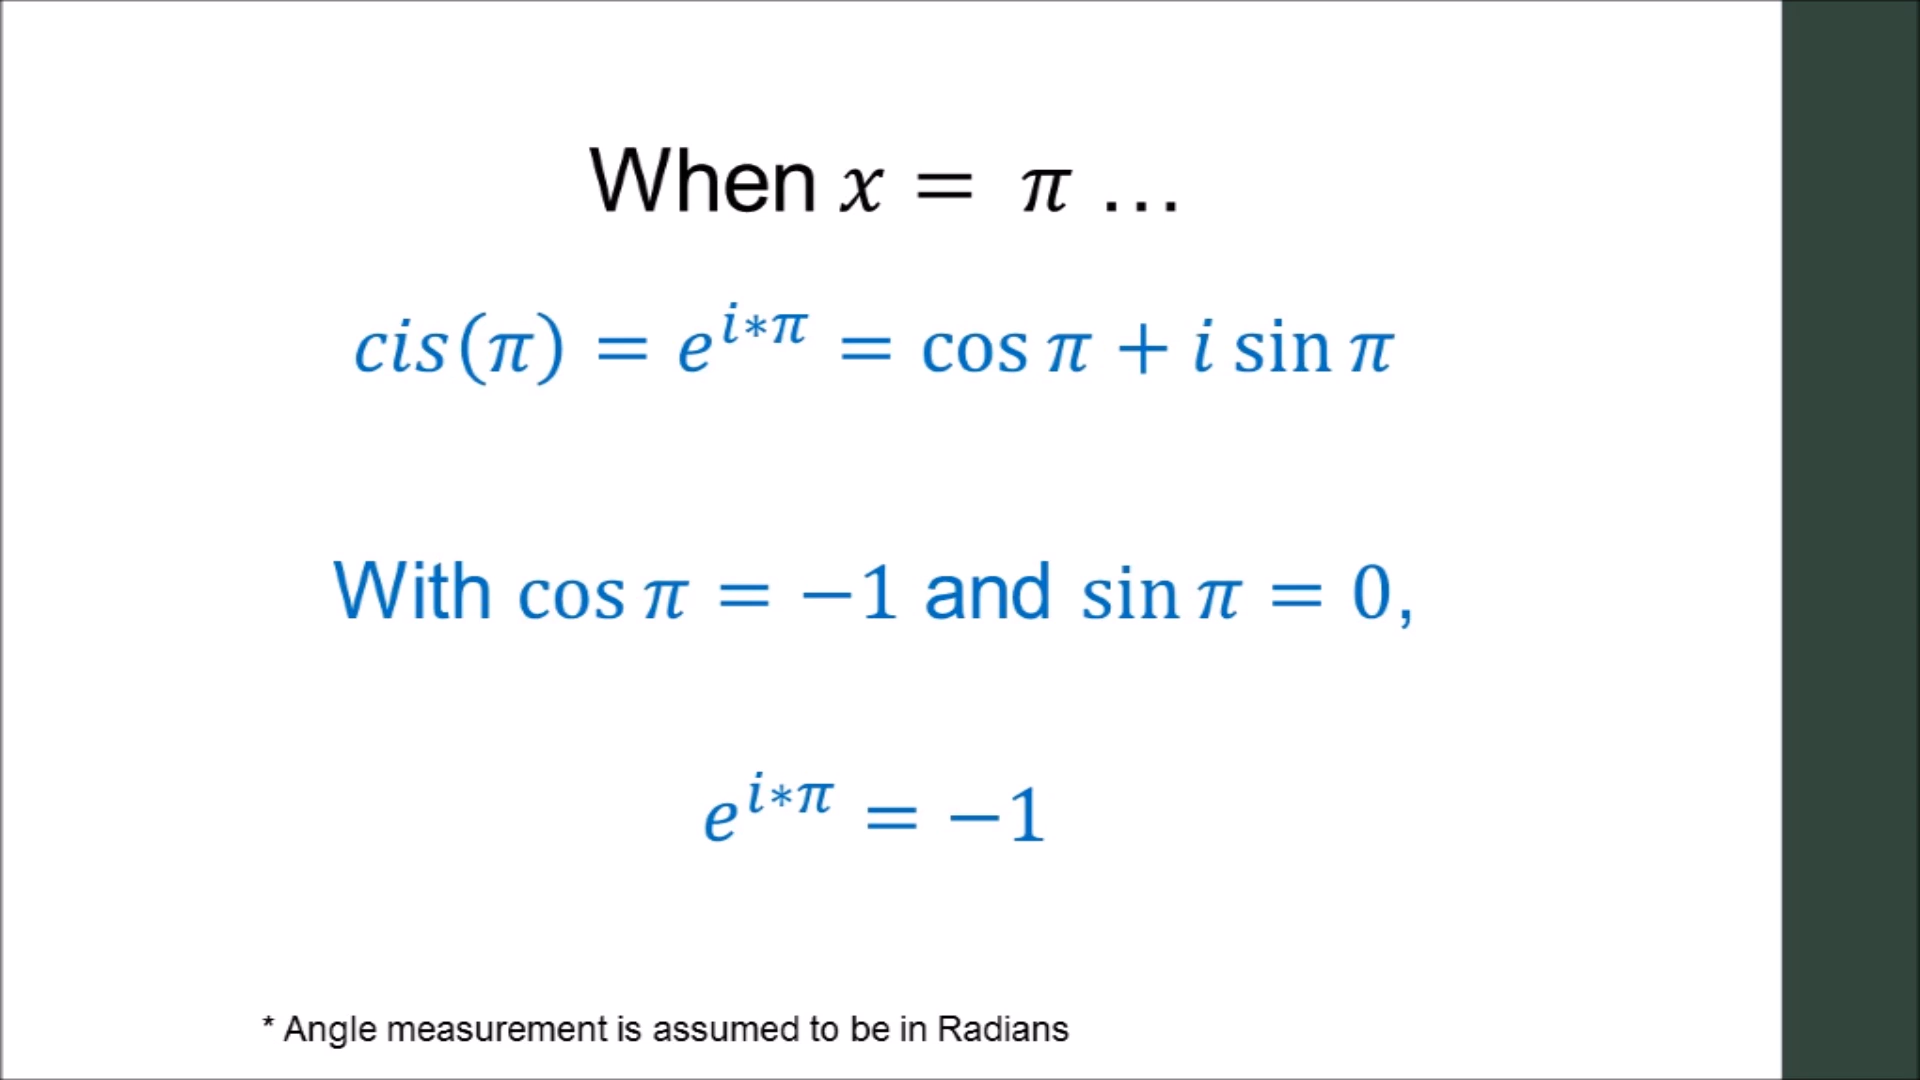 When x = π …
cis(π) = e^{i*π} = cos π + i sin π
With cos π = −1 and sin π = 0,
e^{i*π} = −1
* Angle measurement is assumed to be in Radians